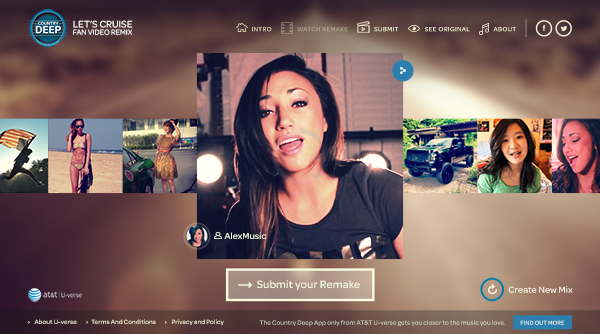 COUNTRY
DEEP
LET'S CRUISE
FAN VIDEO REMIX
INTRO
WATCH REMAKE
SUBMIT
SEE ORIGINAL
ABOUT
AlexMusic
Submit your Remake
at&t U-verse
Create New Mix
About U-verse
Terms And Conditions
Privacy and Policy
The Country Deep App only from AT&T U-verse gets you closer to the music you love.
FIND OUT MORE